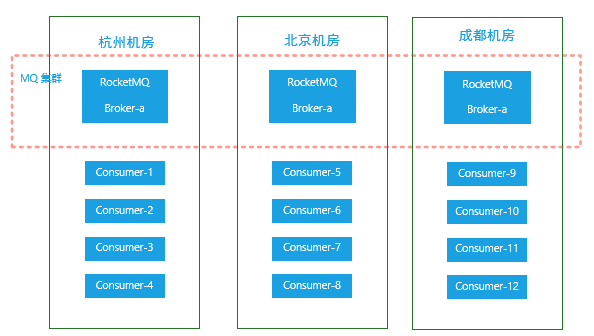 杭州机房
北京机房
成都机房
MQ 集群
RocketMQ
Broker-a
RocketMQ
Broker-a
RocketMQ
Broker-a
Consumer-1
Consumer-2
Consumer-3
Consumer-4
Consumer-5
Consumer-6
Consumer-7
Consumer-8
Consumer-9
Consumer-10
Consumer-11
Consumer-12